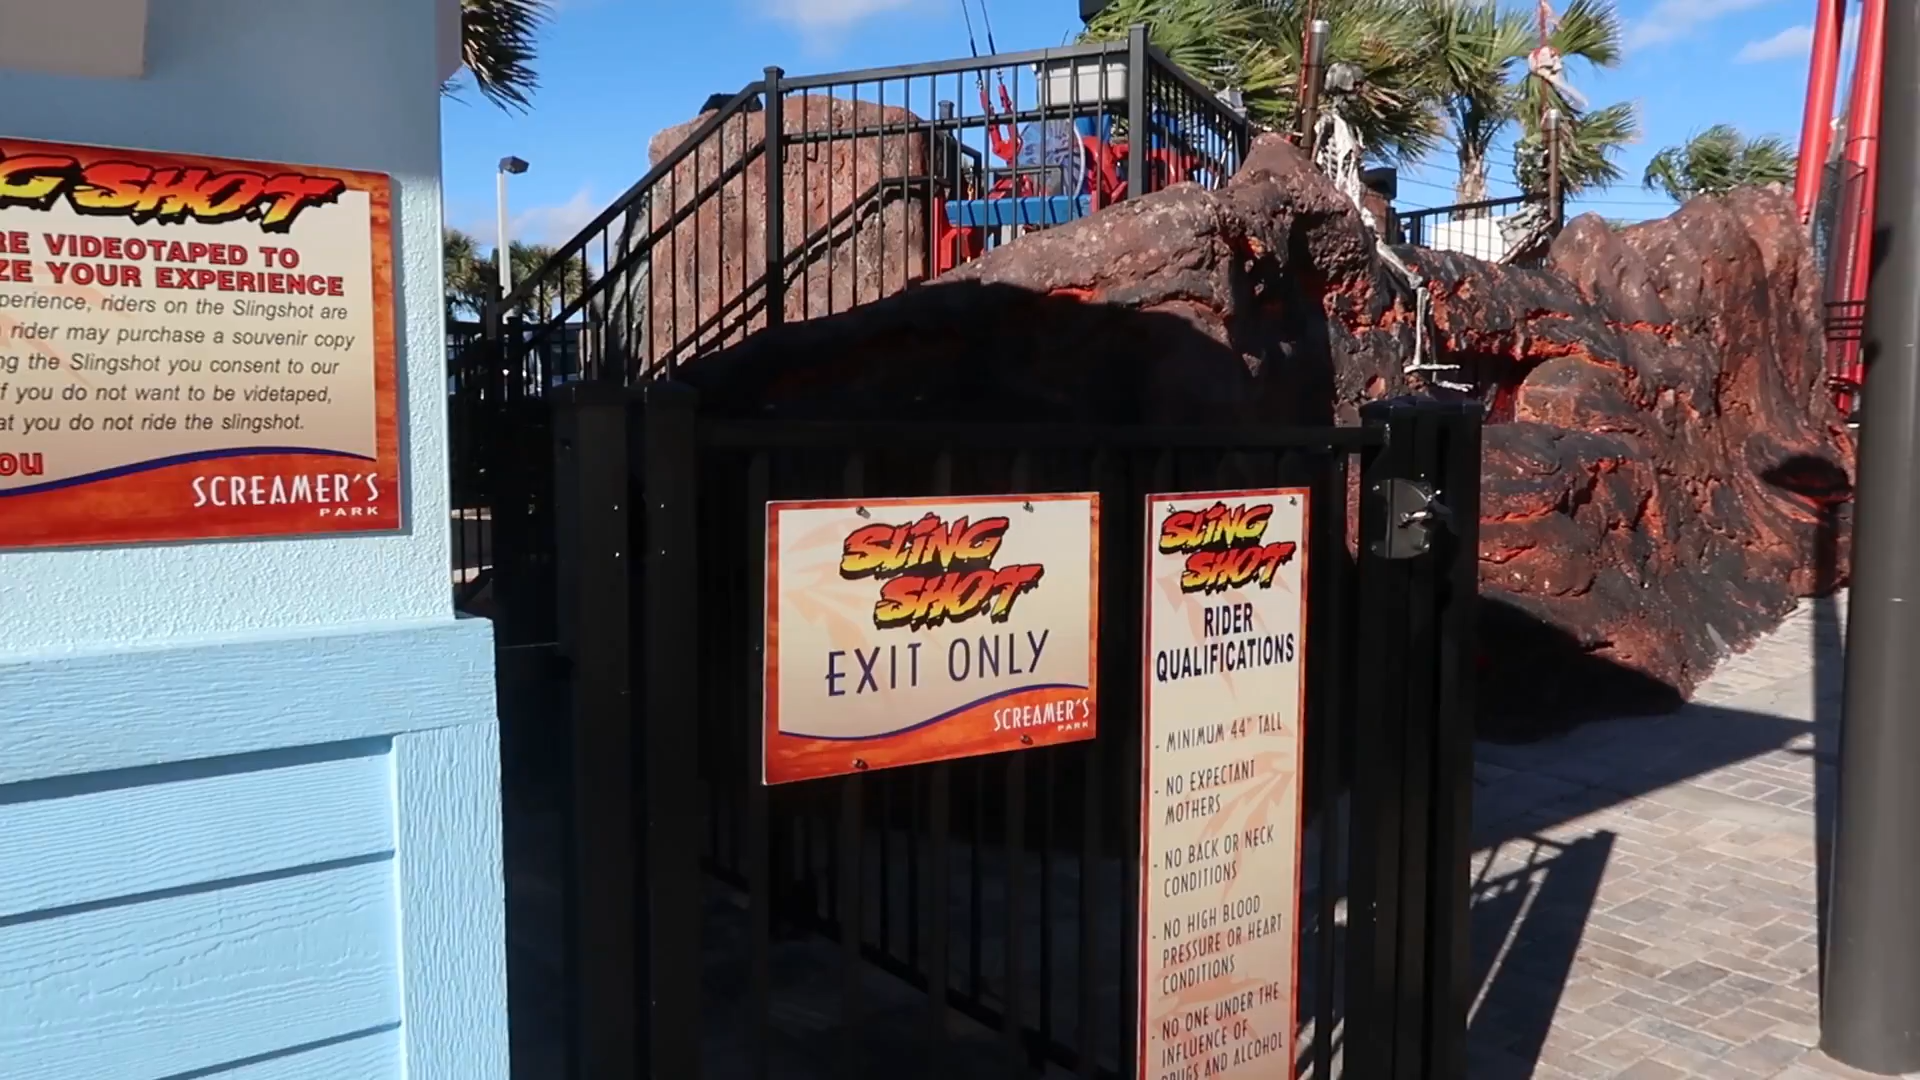 G SHOT
RE VIDEOTAPED TO
ZE YOUR EXPERIENCE
perience, riders on the Slingshot are
rider may purchase a souvenir copy
ng the Slingshot you consent to our
f you do not want to be videtaped,
at you do not ride the slingshot.
ou
SCREAMER'S
PARK
SLING
SHOT
EXIT ONLY
SCREAMER'S
PARK
SLING
SHOT
RIDER
QUALIFICATIONS
- MINIMUM 44" TALL
- NO EXPECTANT
MOTHERS
- NO BACK OR NECK
CONDITIONS
- NO HIGH BLOOD
PRESSURE OR HEART
CONDITIONS
- NO ONE UNDER THE
INFLUENCE OF
DRUGS AND ALCOHOL